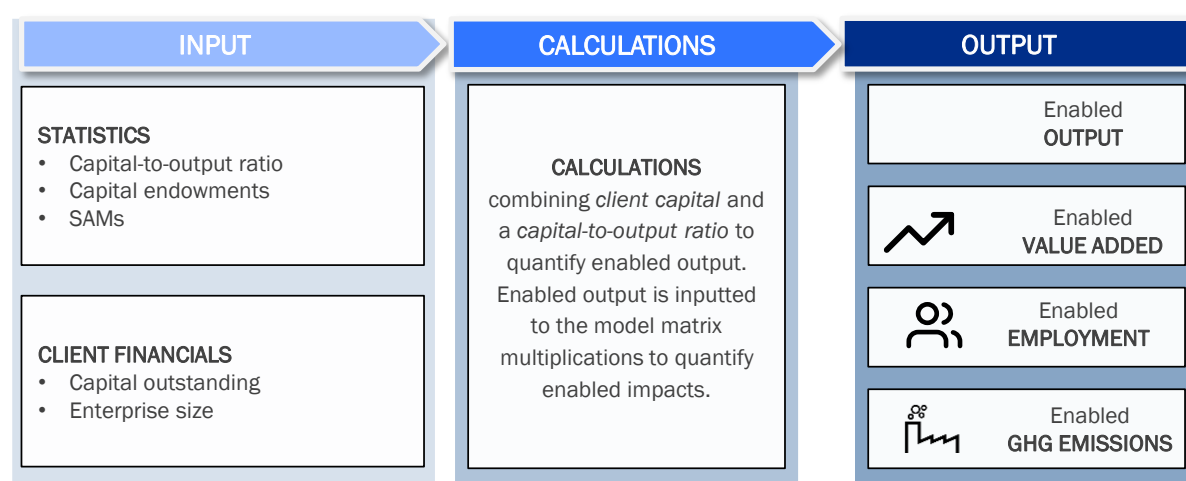 INPUT
CALCULATIONS
OUTPUT
STATISTICS
• Capital-to-output ratio
• Capital endowments
• SAMs
CLIENT FINANCIALS
• Capital outstanding
• Enterprise size
CALCULATIONS
combining client capital and
a capital-to-output ratio to
quantify enabled output.
Enabled output is inputted
to the model matrix
multiplications to quantify
enabled impacts.
Enabled
OUTPUT
Enabled
VALUE ADDED
Enabled
EMPLOYMENT
Enabled
GHG EMISSIONS